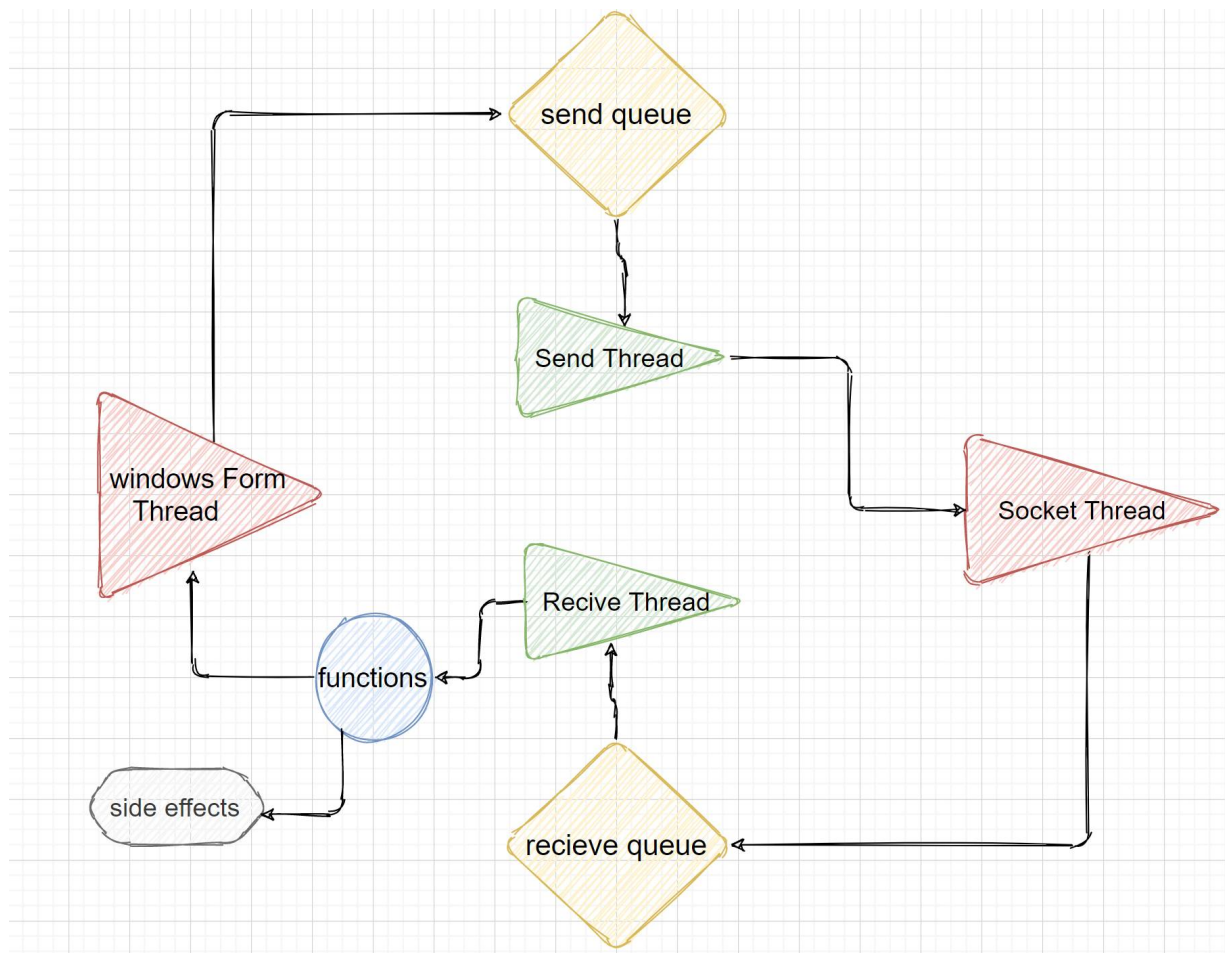 send queue
Send Thread
windows Form
Thread
Socket Thread
Recive Thread
functions
side effects
recieve queue